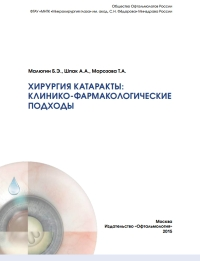 Общество Офтальмологов России
ФГАУ «МНТК «Микрохирургия глаза» им. акад. С.Н. Фёдорова» Минздрава России
Малюгин Б.Э., Шпак А.А., Морозова Т.А.
ХИРУРГИЯ КАТАРАКТЫ:
КЛИНИКО-ФАРМАКОЛОГИЧЕСКИЕ
ПОДХОДЫ
Москва
Издательство «Офтальмология»
2015